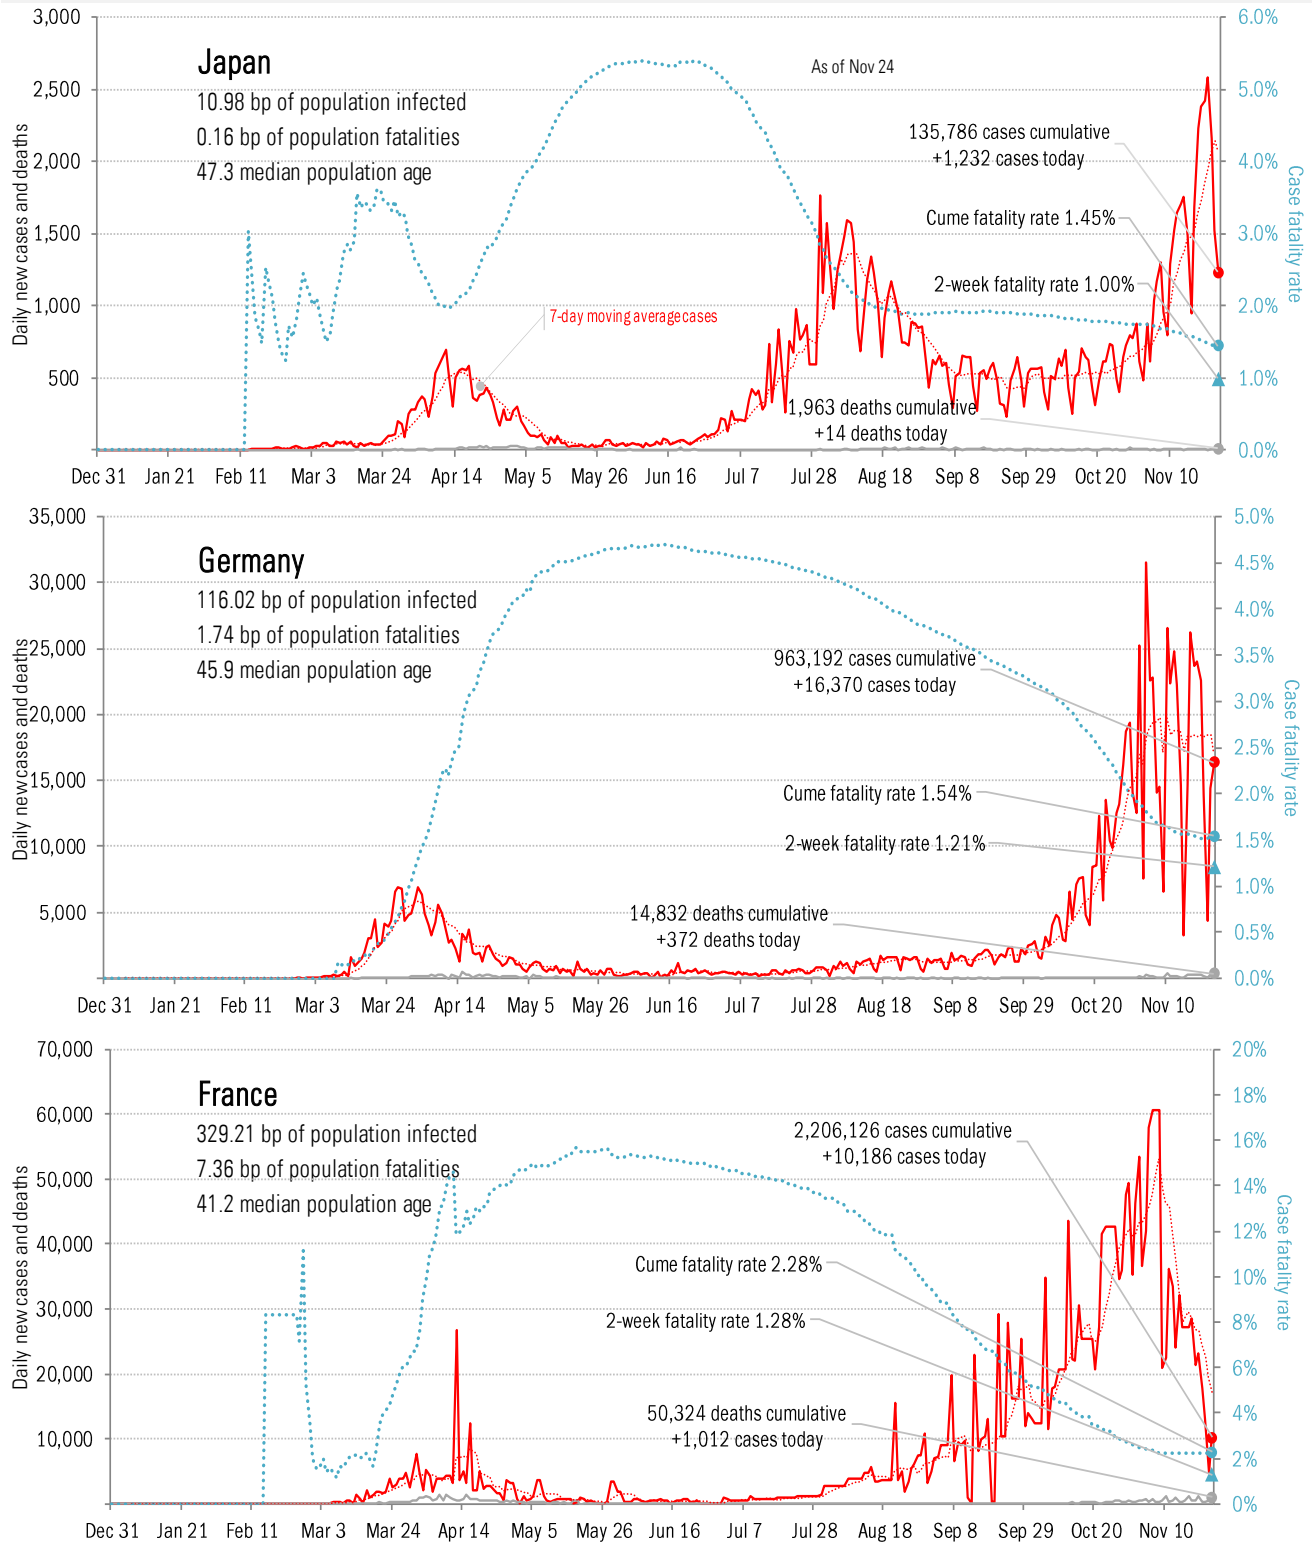 3,000
2,500
2,000
1,500
1,000
500
Daily new cases and deaths
Japan
10.98 bp of population infected
0.16 bp of population fatalities
47.3 median population age
As of Nov 24
135,786 cases cumulative
+1,232 cases today
Cume fatality rate 1.45%
2-week fatality rate 1.00%
7-day moving average cases
1,963 deaths cumulative
+14 deaths today
6.0%
5.0%
4.0%
3.0%
2.0%
1.0%
0.0%
Case fatality rate
Dec 31 Jan 21 Feb 11 Mar 3 Mar 24 Apr 14 May 5 May 26 Jun 16 Jul 7 Jul 28 Aug 18 Sep 8 Sep 29 Oct 20 Nov 10
35,000
30,000
25,000
20,000
15,000
10,000
5,000
Daily new cases and deaths
Germany
116.02 bp of population infected
1.74 bp of population fatalities
45.9 median population age
963,192 cases cumulative
+16,370 cases today
Cume fatality rate 1.54%
2-week fatality rate 1.21%
14,832 deaths cumulative
+372 deaths today
5.0%
4.5%
4.0%
3.5%
3.0%
2.5%
2.0%
1.5%
1.0%
0.5%
0.0%
Case fatality rate
Dec 31 Jan 21 Feb 11 Mar 3 Mar 24 Apr 14 May 5 May 26 Jun 16 Jul 7 Jul 28 Aug 18 Sep 8 Sep 29 Oct 20 Nov 10
70,000
60,000
50,000
40,000
30,000
20,000
10,000
Daily new cases and deaths
France
329.21 bp of population infected
7.36 bp of population fatalities
41.2 median population age
2,206,126 cases cumulative
+10,186 cases today
Cume fatality rate 2.28%
2-week fatality rate 1.28%
50,324 deaths cumulative
+1,012 cases today
20%
18%
16%
14%
12%
10%
8%
6%
4%
2%
0%
Case fatality rate
Dec 31 Jan 21 Feb 11 Mar 3 Mar 24 Apr 14 May 5 May 26 Jun 16 Jul 7 Jul 28 Aug 18 Sep 8 Sep 29 Oct 20 Nov 10